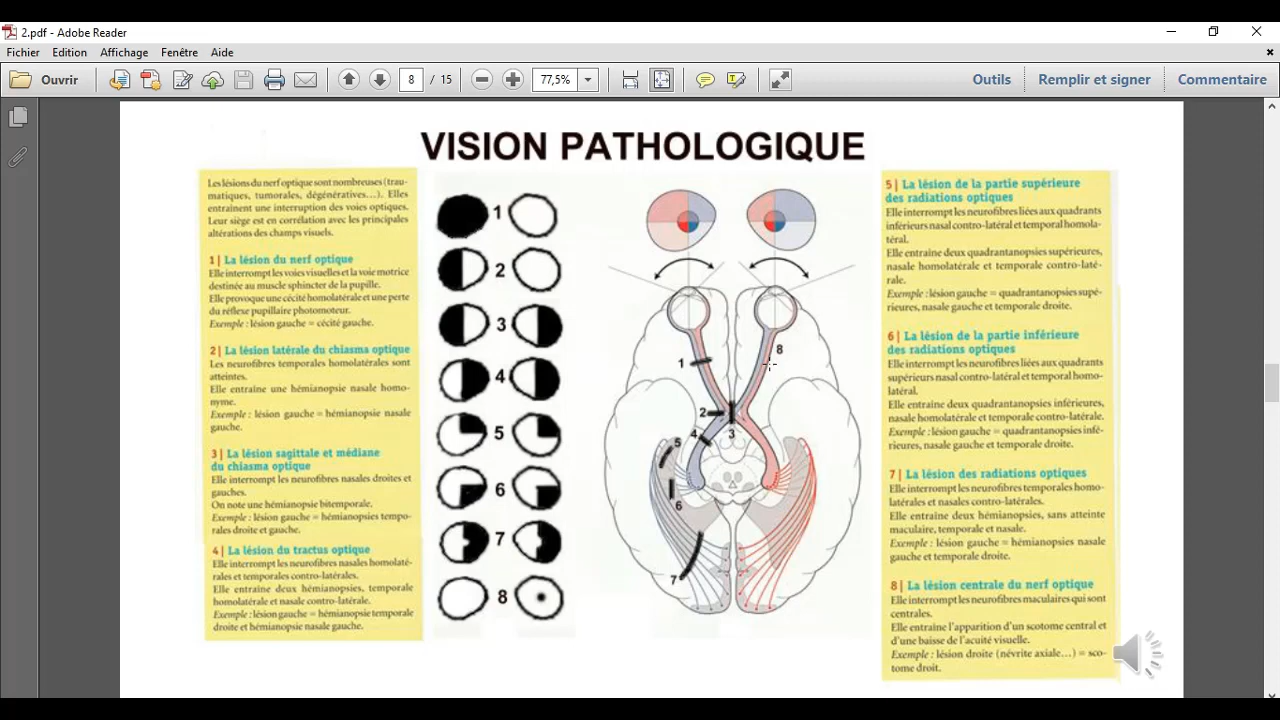 2.pdf - Adobe Reader
Fichier Edition Affichage Fenêtre Aide
Ouvrir 8 / 15 77,5% Outils Remplir et signer Commentaire
VISION PATHOLOGIQUE
Les lésions du nerf optique sont nombreuses (trau-
matiques, tumorales, dégénératives…). Elles
entraînent une interruption des voies optiques.
Leur siège est en corrélation avec les principales
altérations des champs visuels.
1| La lésion du nerf optique
Elle interrompt les voies visuelles et la voie motrice
destinée au muscle sphincter de la pupille.
Elle provoque une cécité homolatérale et une perte
du réflexe pupillaire photomoteur.
Exemple : lésion gauche = cécité gauche.
2| La lésion latérale du chiasma optique
Les neurofibres temporales homolatérales sont
atteintes.
Elle entraîne une hémianopsie nasale homo-
nyme.
Exemple : lésion gauche = hémianopsie nasale
gauche.
3| La lésion sagittale et médiane
du chiasma optique
Elle interrompt les neurofibres nasales droites et
gauches.
On note une hémianopsie bitemporale.
Exemple : lésion gauche = hémianopsies tempo-
rales droite et gauche.
4| La lésion du tractus optique
Elle interrompt les neurofibres nasales homolaté-
rales et temporales contro-latérales.
Elle entraîne deux hémianopsies, temporale
homolatérale et nasale contro-latérale.
Exemple : lésion gauche = hémianopsie temporale
droite et hémianopsie nasale gauche.
1
2
3
4
5
6
7
8
1
8
2
3
4
5
6
7
5| La lésion de la partie supérieure
des radiations optiques
Elle interrompt les neurofibres liées aux quadrants
inférieurs nasal contro-latéral et temporal homola-
téral.
Elle entraîne deux quadrantanopsies supérieures,
nasale homolatérale et temporale contro-laté-
rale.
Exemple : lésion gauche = quadrantanopsies supé-
rieures, nasale gauche et temporale droite.
6| La lésion de la partie inférieure
des radiations optiques
Elle interrompt les neurofibres liées aux quadrants
supérieurs nasal contro-latéral et temporal homo-
latéral.
Elle entraîne deux quadrantanopsies inférieures,
nasale homolatérale et temporale contro-latérale.
Exemple : lésion gauche = quadrantanopsies infé-
rieures, nasale gauche et temporale droite.
7| La lésion des radiations optiques
Elle interrompt les neurofibres temporales homo-
latérales et nasales contro-latérales.
Elle entraîne deux hémianopsies, sans atteinte
maculaire, temporale et nasale.
Exemple : lésion gauche = hémianopsies nasale
gauche et temporale droite.
8| La lésion centrale du nerf optique
Elle interrompt les neurofibres maculaires qui sont
centrales.
Elle entraîne l'apparition d'un scotome central et
d'une baisse de l'acuité visuelle.
Exemple : lésion droite (névrite axiale…) = sco-
tome droit.